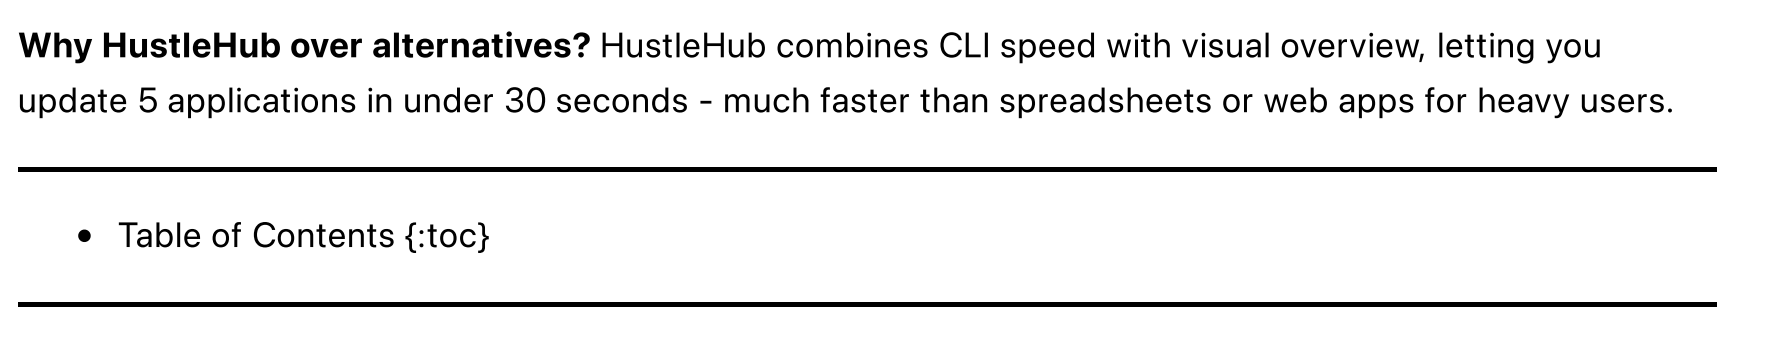 Why HustleHub over alternatives? HustleHub combines CLI speed with visual overview, letting you
update 5 applications in under 30 seconds - much faster than spreadsheets or web apps for heavy users.
• Table of Contents {:toc}